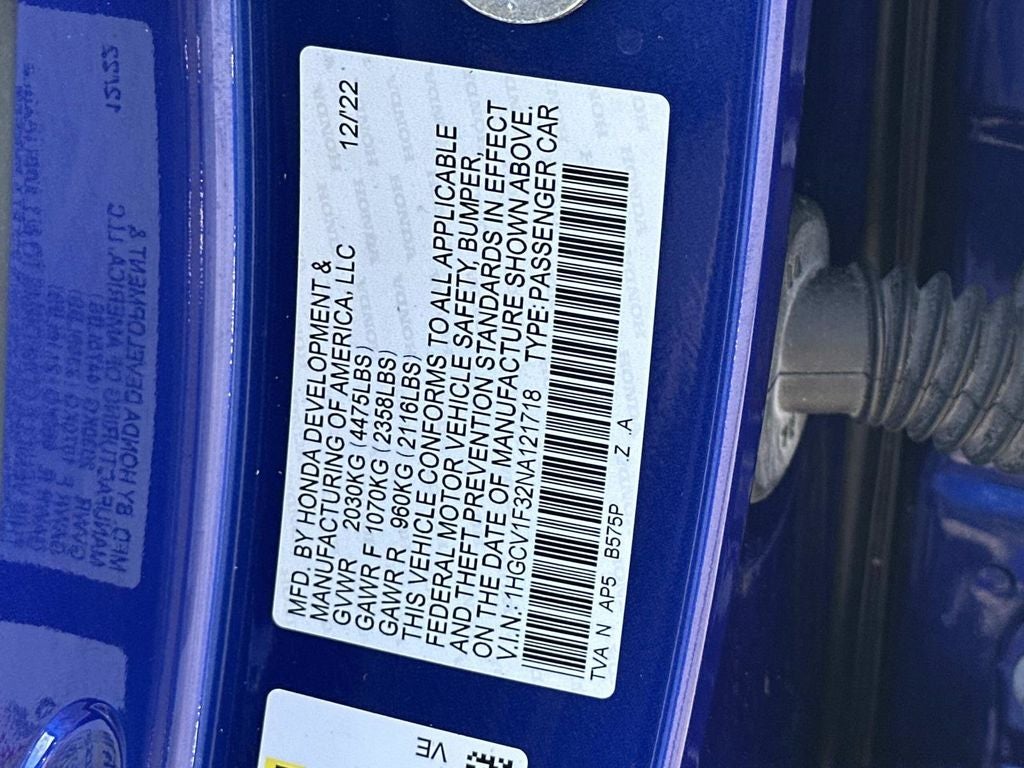 MFD. BY HONDA DEVELOPMENT &
MANUFACTURING OF AMERICA, LLC 12/'22
GVWR 2030KG (4475LBS)
GAWR F 1070KG (2358LBS)
GAWR R 960KG (2116LBS)
THIS VEHICLE CONFORMS TO ALL APPLICABLE
FEDERAL MOTOR VEHICLE SAFETY, BUMPER,
AND THEFT PREVENTION STANDARDS IN EFFECT
ON THE DATE OF MANUFACTURE SHOWN ABOVE.
V.I.N.: 1HGCV1F32NA121718 TYPE: PASSENGER CAR
TVA N AP5 B575P Z .A
VE